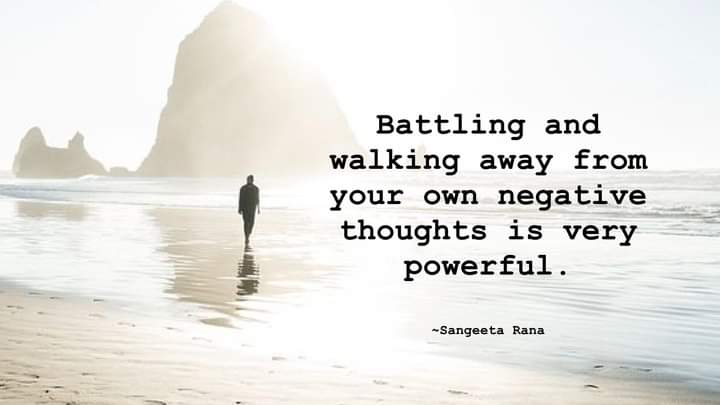 Battling and
walking away from
your own negative
thoughts is very
powerful.
~Sangeeta Rana